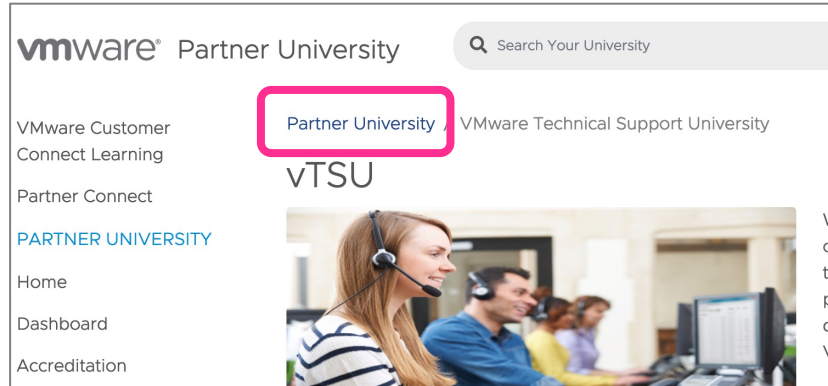 vmware® Partner University
Search Your University
VMware Customer
Connect Learning
Partner Connect
PARTNER UNIVERSITY
Home
Dashboard
Accreditation
Partner University / VMware Technical Support University
vTSU